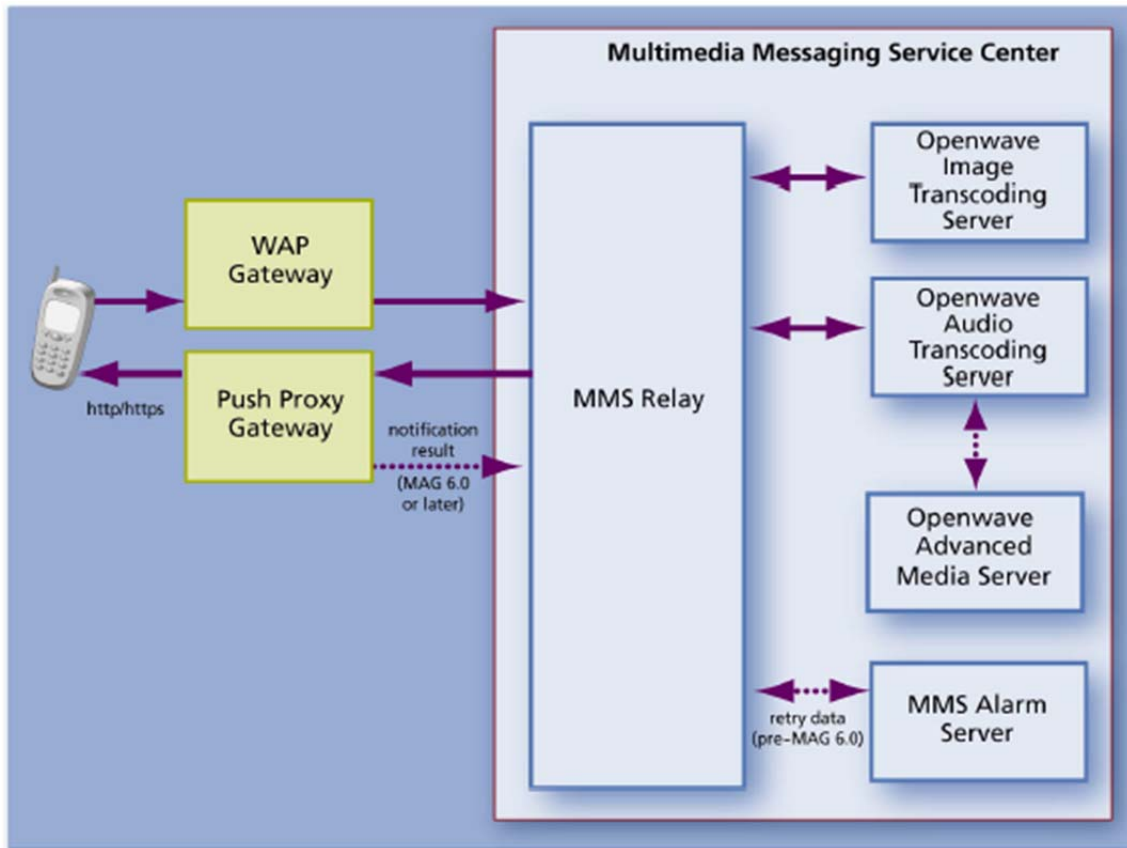 Multimedia Messaging Service Center
WAP
Gateway
http/https
Push Proxy
Gateway
notification
result
(MAG 6.0
or later)
MMS Relay
Openwave
Image
Transcoding
Server
Openwave
Audio
Transcoding
Server
Openwave
Advanced
Media Server
retry data
(pre-MAG 6.0)
MMS Alarm
Server